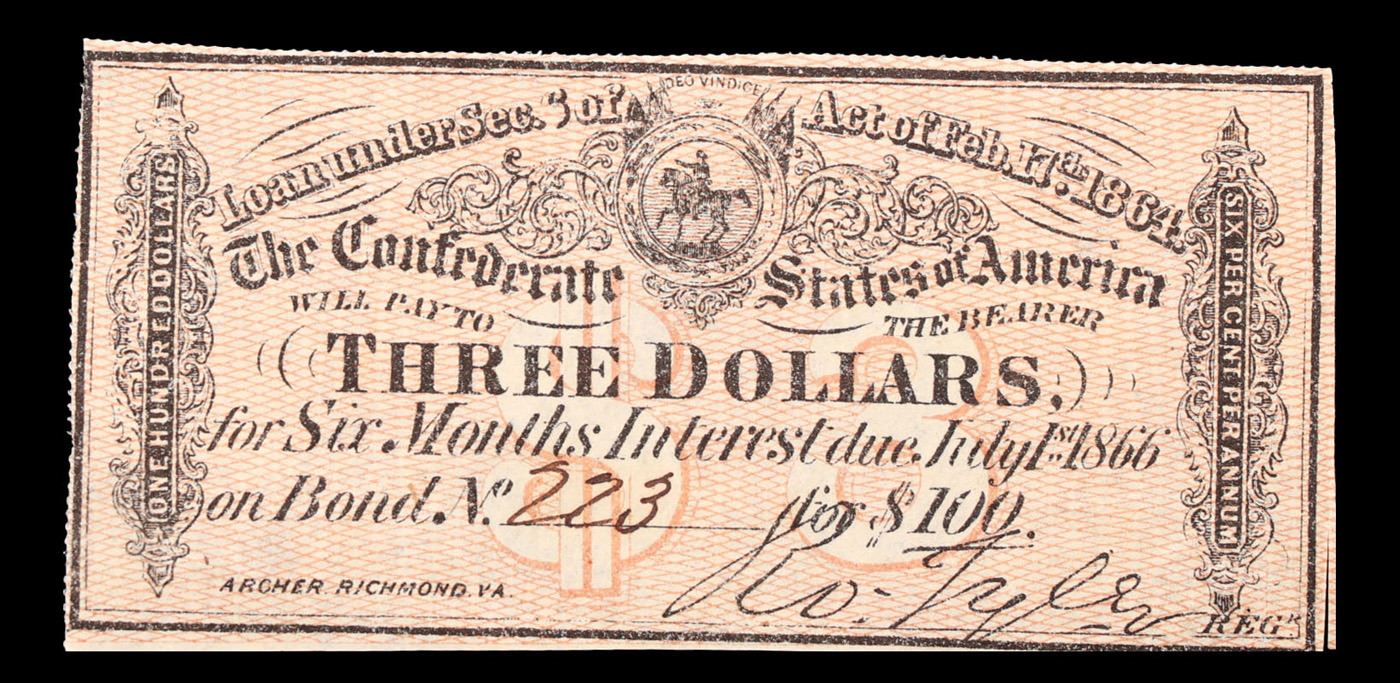 DEO VINDICE
Loan under Sec. 5 of Act of Feb. 17th 1864.
The Confederate States of America
WILL PAY TO THE BEARER
THREE DOLLARS,
for Six Months Interest due July 1st 1866
on Bond. No. 223 for $100.
Ro. Tyler
ARCHER. RICHMOND. VA.
REGR
ONE HUNDRED DOLLARS
SIX PER CENT PER ANNUM
$3